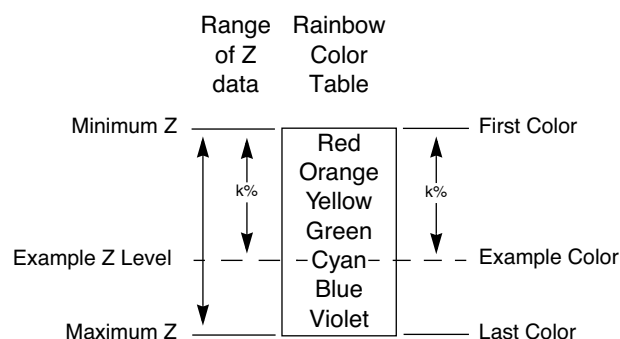 Range of Z data
Rainbow Color Table
Minimum Z
First Color
Red
Orange
k%
k%
Yellow
Green
Example Z Level
Cyan
Example Color
Blue
Violet
Maximum Z
Last Color